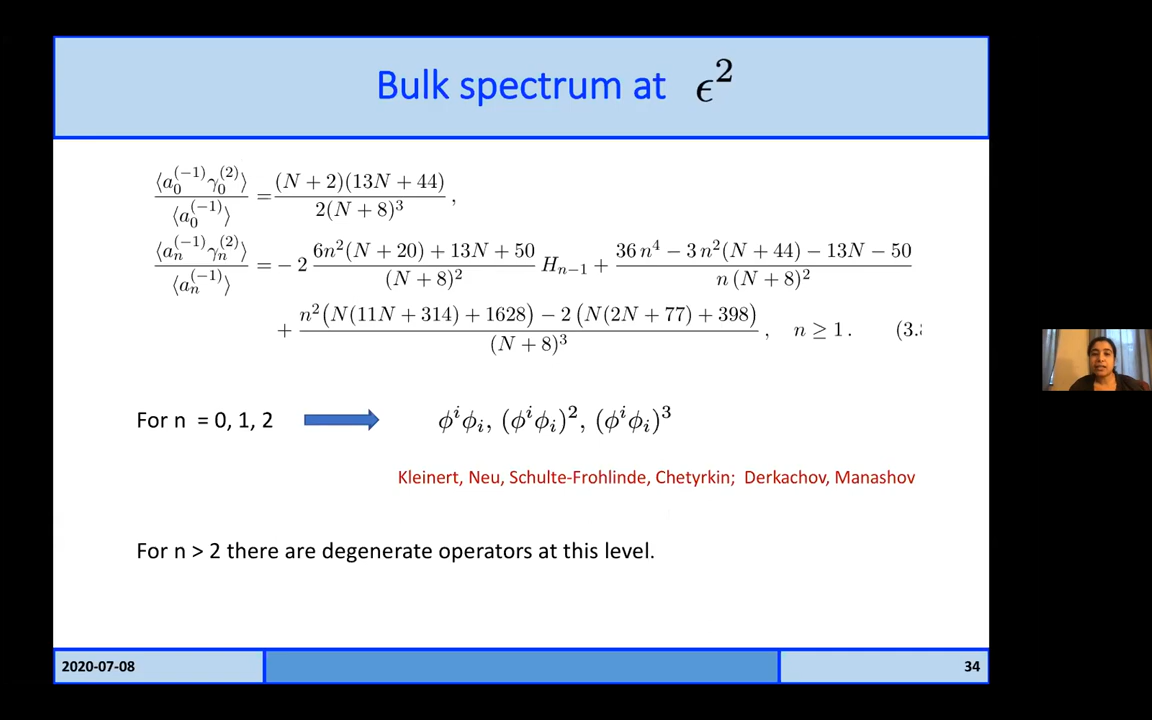 Bulk spectrum at ϵ²
⟨a₀⁽⁻¹⁾γ₀⁽²⁾⟩ / ⟨a₀⁽⁻¹⁾⟩ = (N + 2)(13N + 44) / 2(N + 8)³ ,
⟨aₙ⁽⁻¹⁾γₙ⁽²⁾⟩ / ⟨aₙ⁽⁻¹⁾⟩ = − 2 (6n²(N + 20) + 13N + 50) / (N + 8)² Hₙ₋₁ + (36 n⁴ − 3 n²(N + 44) − 13N − 50) / n (N + 8)²
+ (n²(N(11N + 314) + 1628) − 2 (N(2N + 77) + 398)) / (N + 8)³ , n ≥ 1 . (3.
For n = 0, 1, 2 ϕⁱϕᵢ, (ϕⁱϕᵢ)², (ϕⁱϕᵢ)³
Kleinert, Neu, Schulte-Frohlinde, Chetyrkin; Derkachov, Manashov
For n > 2 there are degenerate operators at this level.
2020-07-08 34